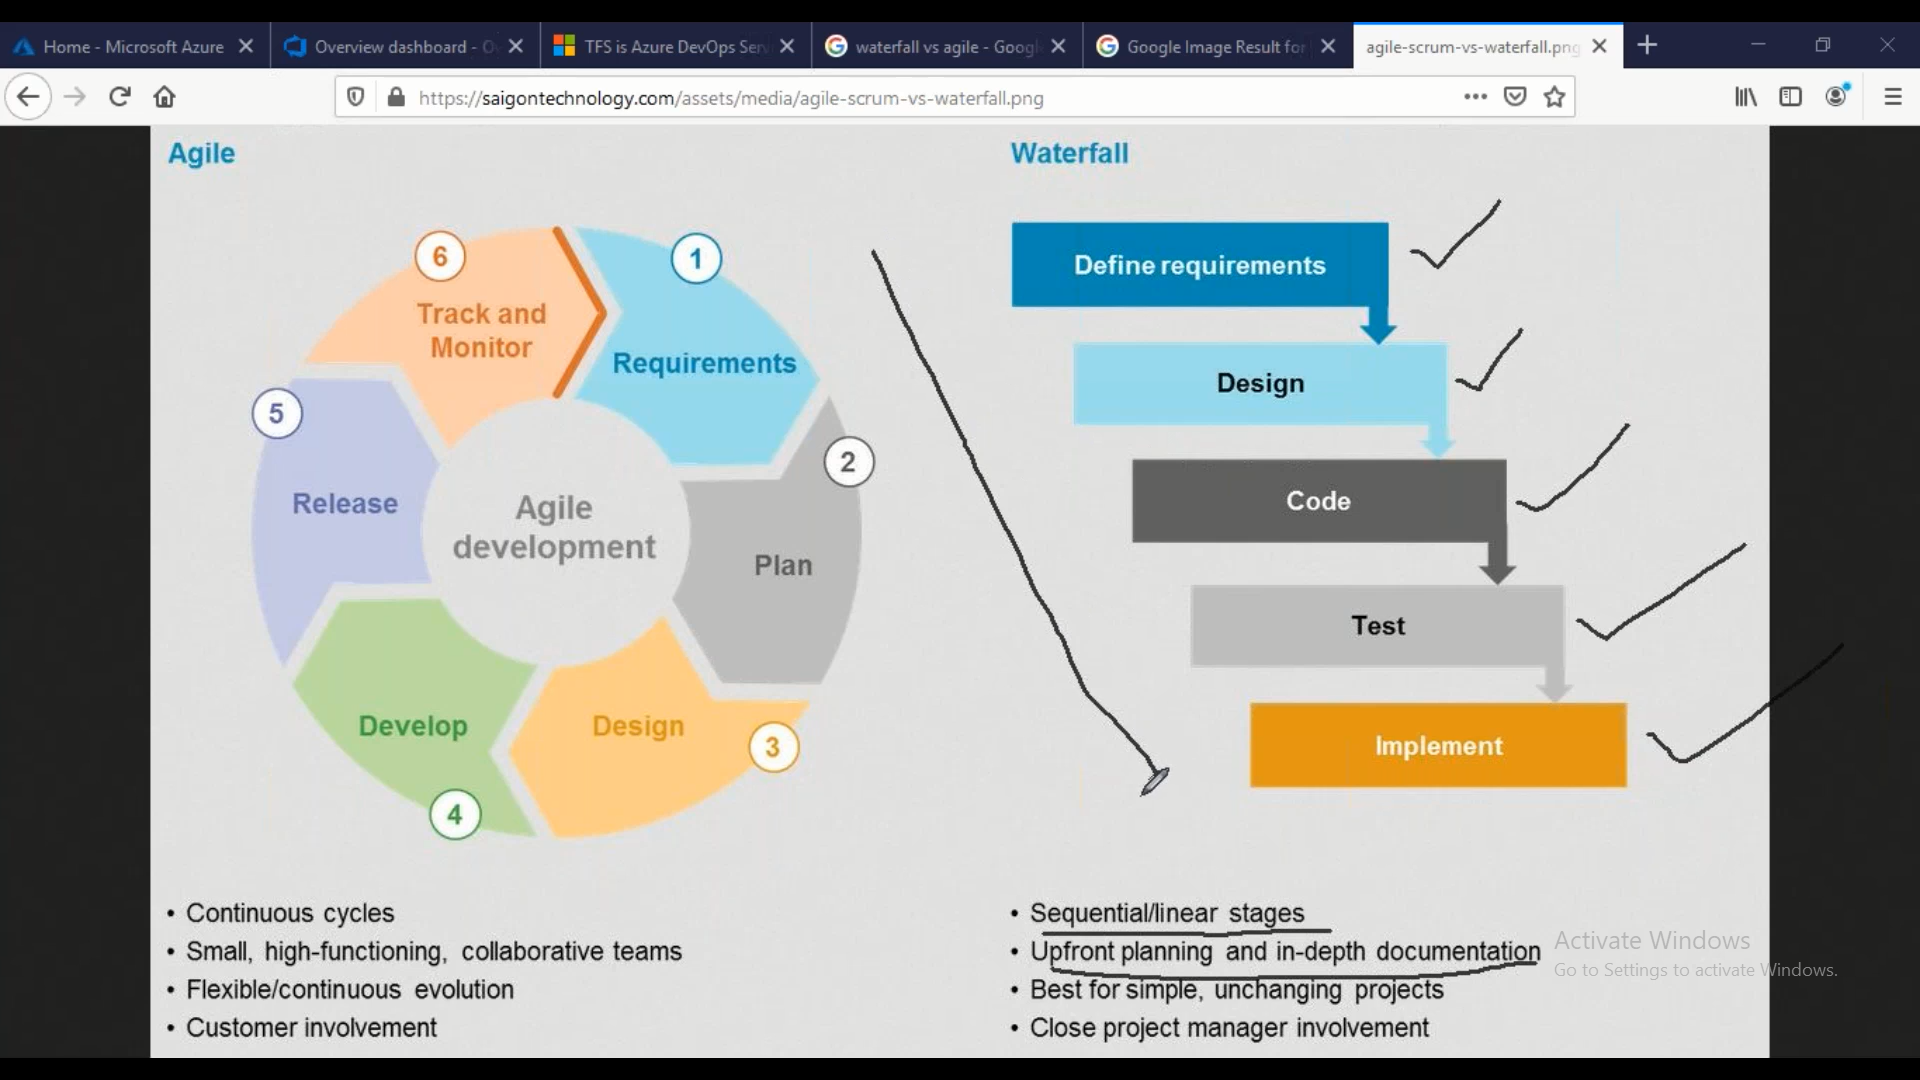 Home - Microsoft Azure
Overview dashboard - O
TFS is Azure DevOps Serv
waterfall vs agile - Googl
Google Image Result for
agile-scrum-vs-waterfall.png
https://saigontechnology.com/assets/media/agile-scrum-vs-waterfall.png
Agile
6
1
Track and
Monitor
Requirements
5
2
Release
Agile
development
Plan
Develop
Design
3
4
• Continuous cycles
• Small, high-functioning, collaborative teams
• Flexible/continuous evolution
• Customer involvement
Waterfall
Define requirements
Design
Code
Test
Implement
• Sequential/linear stages
• Upfront planning and in-depth documentation
• Best for simple, unchanging projects
• Close project manager involvement
Activate Windows
Go to Settings to activate Windows.